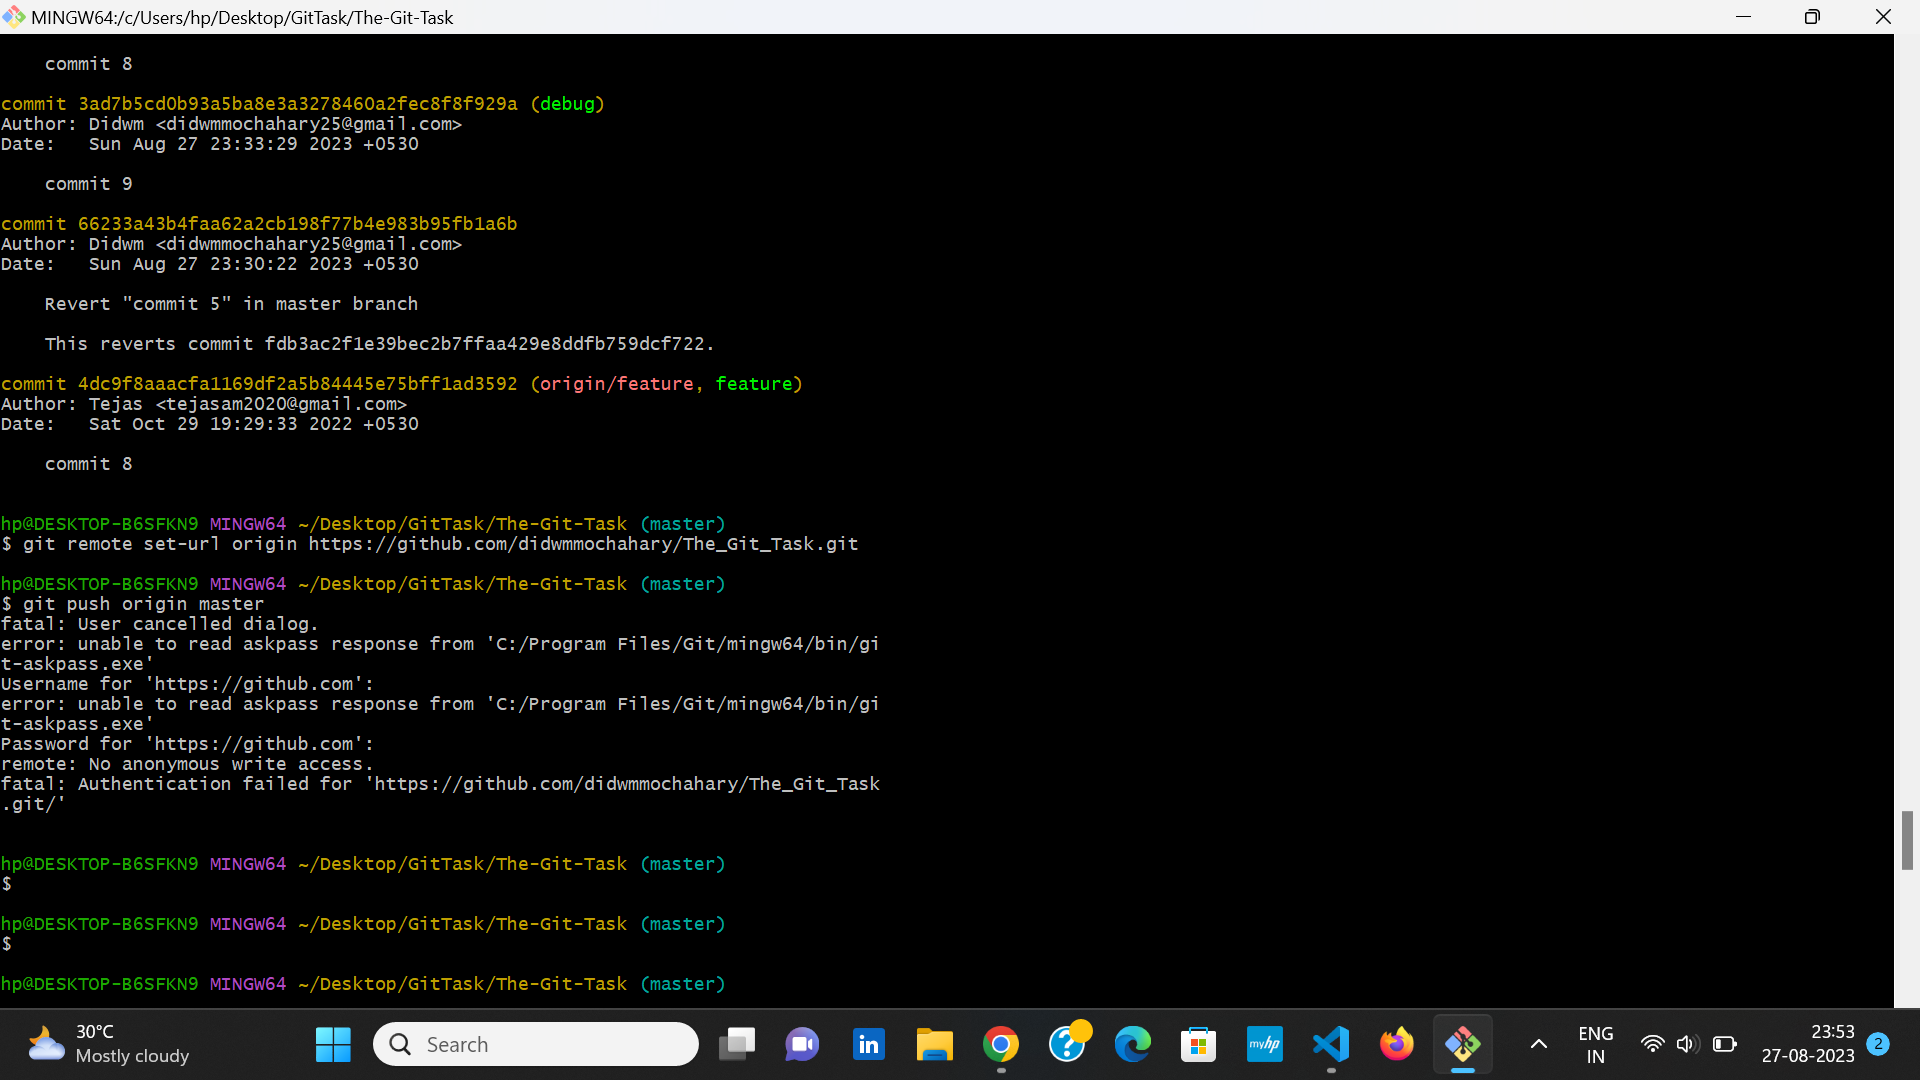 MINGW64:/c/Users/hp/Desktop/GitTask/The-Git-Task
commit 8
commit 3ad7b5cd0b93a5ba8e3a3278460a2fec8f8f929a (debug)
Author: Didwm <didwmmochahary25@gmail.com>
Date:   Sun Aug 27 23:33:29 2023 +0530
commit 9
commit 66233a43b4faa62a2cb198f77b4e983b95fb1a6b
Author: Didwm <didwmmochahary25@gmail.com>
Date:   Sun Aug 27 23:30:22 2023 +0530
Revert "commit 5" in master branch
This reverts commit fdb3ac2f1e39bec2b7ffaa429e8ddfb759dcf722.
commit 4dc9f8aaacfa1169df2a5b84445e75bff1ad3592 (origin/feature, feature)
Author: Tejas <tejasam2020@gmail.com>
Date:   Sat Oct 29 19:29:33 2022 +0530
commit 8
hp@DESKTOP-B6SFKN9 MINGW64 ~/Desktop/GitTask/The-Git-Task (master)
$ git remote set-url origin https://github.com/didwmmochahary/The_Git_Task.git
hp@DESKTOP-B6SFKN9 MINGW64 ~/Desktop/GitTask/The-Git-Task (master)
$ git push origin master
fatal: User cancelled dialog.
error: unable to read askpass response from 'C:/Program Files/Git/mingw64/bin/gi
t-askpass.exe'
Username for 'https://github.com':
error: unable to read askpass response from 'C:/Program Files/Git/mingw64/bin/gi
t-askpass.exe'
Password for 'https://github.com':
remote: No anonymous write access.
fatal: Authentication failed for 'https://github.com/didwmmochahary/The_Git_Task
.git/'
hp@DESKTOP-B6SFKN9 MINGW64 ~/Desktop/GitTask/The-Git-Task (master)
$
hp@DESKTOP-B6SFKN9 MINGW64 ~/Desktop/GitTask/The-Git-Task (master)
$
hp@DESKTOP-B6SFKN9 MINGW64 ~/Desktop/GitTask/The-Git-Task (master)
30°C
Mostly cloudy
Search
in
myhp
ENG
IN
23:53
27-08-2023
2